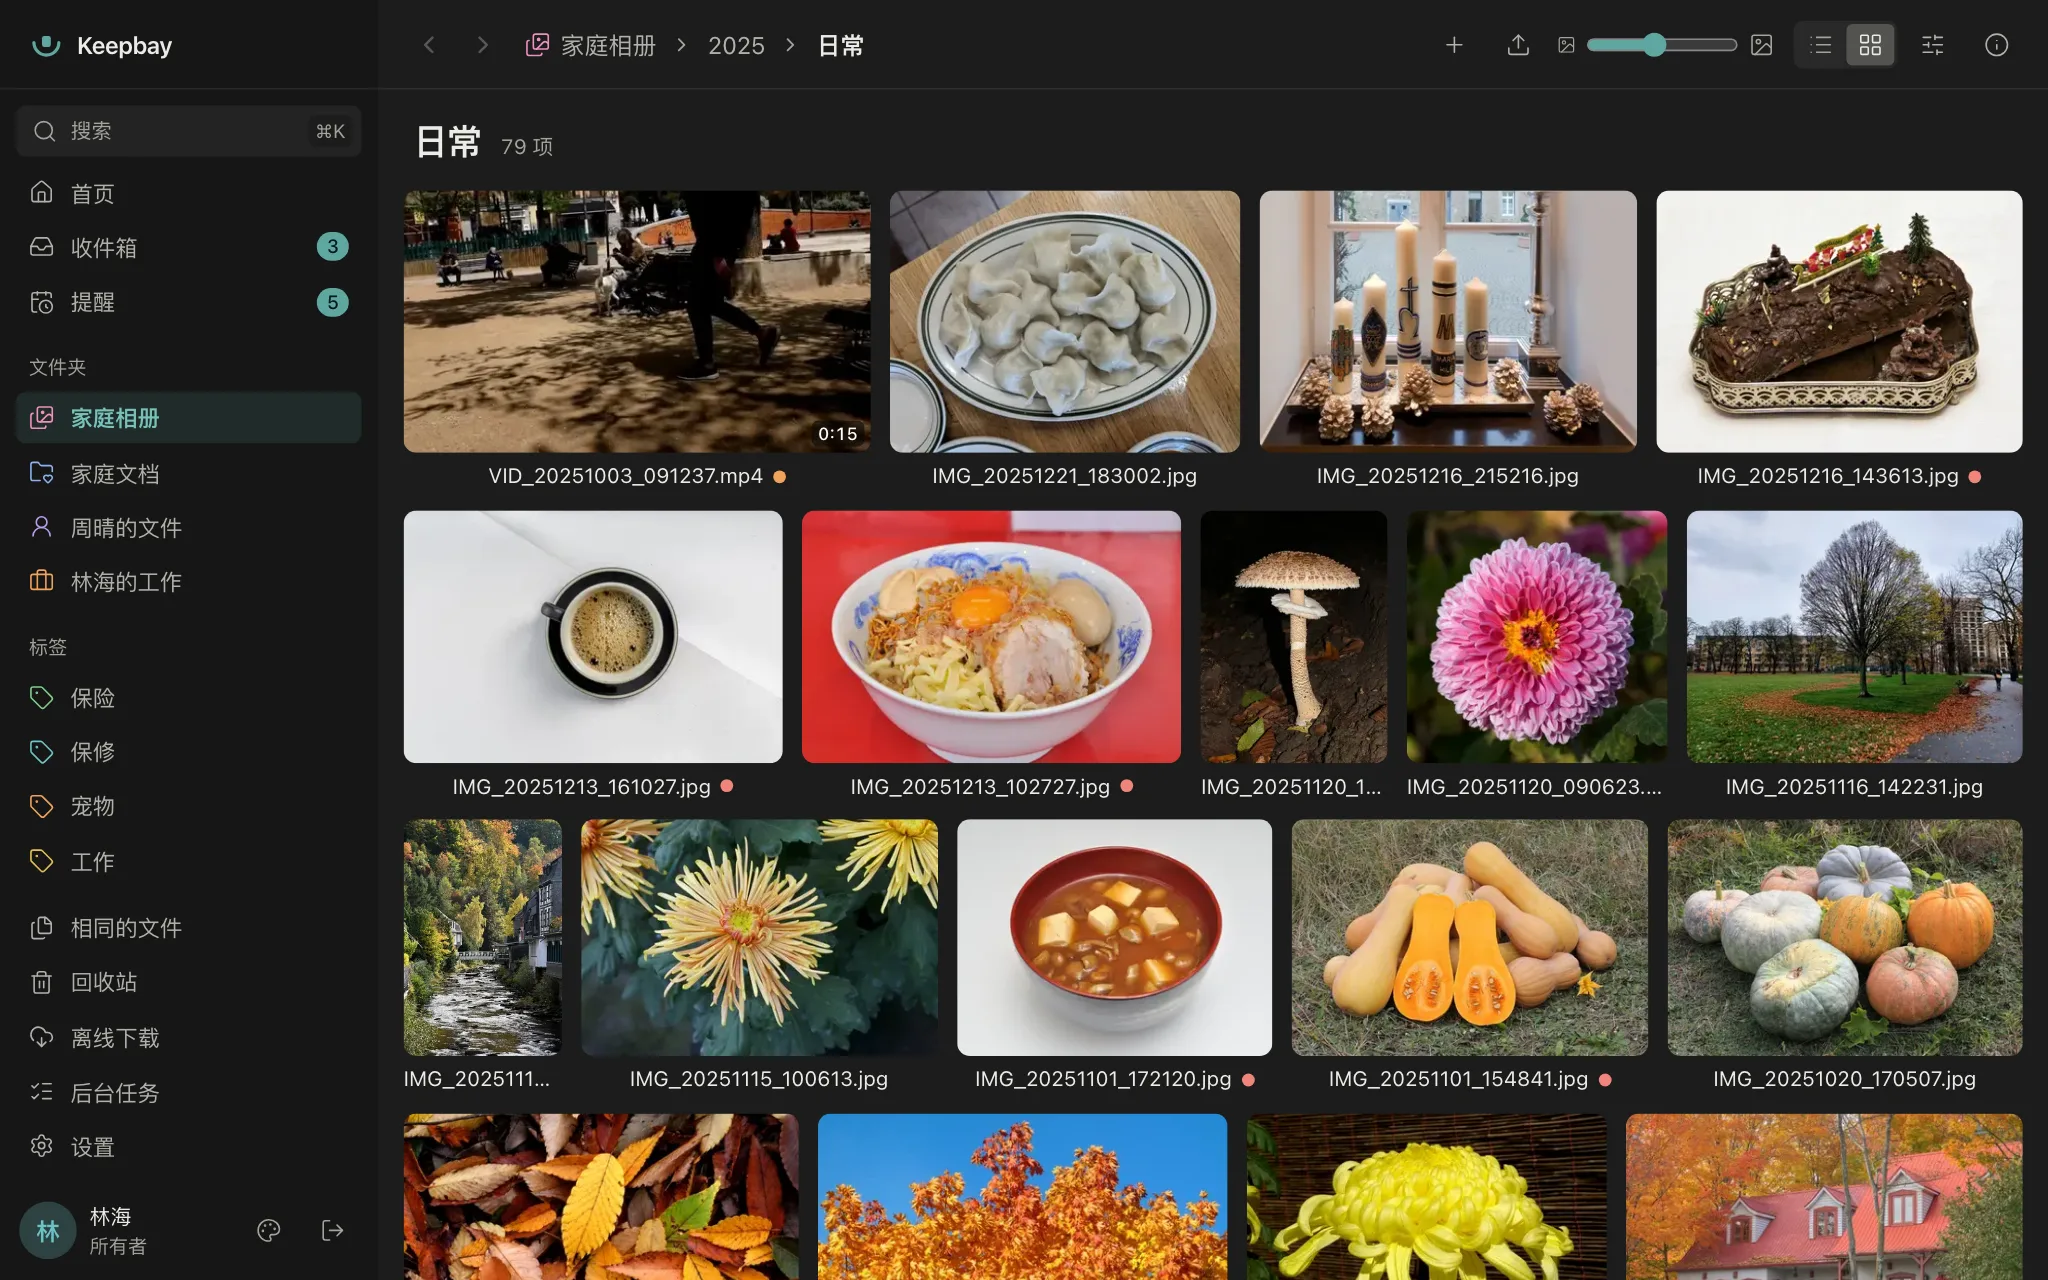 Keepbay
搜索 ⌘K
首页
收件箱 3
提醒 5
文件夹
家庭相册
家庭文档
周晴的文件
林海的工作
标签
保险
保修
宠物
工作
相同的文件
回收站
离线下载
后台任务
设置
林 林海
所有者
家庭相册 2025 日常
日常 79 项
0:15
VID_20251003_091237.mp4 IMG_20251221_183002.jpg IMG_20251216_215216.jpg IMG_20251216_143613.jpg
IMG_20251213_161027.jpg IMG_20251213_102727.jpg IMG_20251120_1... IMG_20251120_090623.... IMG_20251116_142231.jpg
IMG_2025111... IMG_20251115_100613.jpg IMG_20251101_172120.jpg IMG_20251101_154841.jpg IMG_20251020_170507.jpg